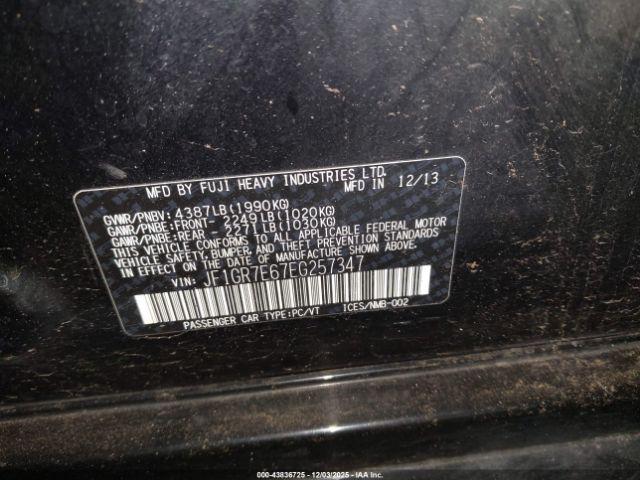 MFD BY FUJI HEAVY INDUSTRIES LTD.
MFD IN 12/13
GVWR/PNBV: 4387LB(1990KG)
GAWR/PNBE:FRONT- 2249LB(1020KG)
GAWR/PNBE:REAR - 2271LB(1030KG)
THIS VEHICLE CONFORMS TO ALL APPLICABLE FEDERAL MOTOR
VEHICLE SAFETY,BUMPER,AND THEFT PREVENTION STANDARDS
IN EFFECT ON THE DATE OF MANUFACTURE SHOWN ABOVE.
VIN: JF1GR7E67EG257347
PASSENGER CAR TYPE:PC/VT ICES/NMB-002
000-43836725 - 12/03/2025 - IAAI.com